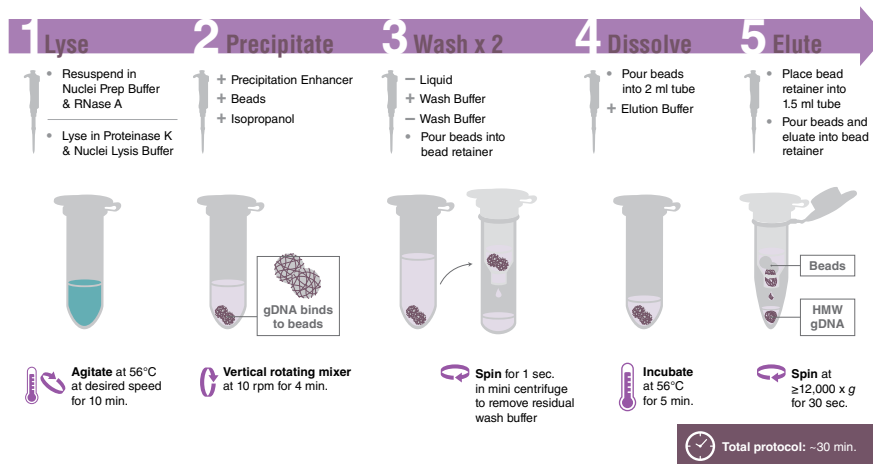 1 Lyse
• Resuspend in
Nuclei Prep Buffer
& RNase A
• Lyse in Proteinase K
& Nuclei Lysis Buffer
Agitate at 56°C
at desired speed
for 10 min.
2 Precipitate
+ Precipitation Enhancer
+ Beads
+ Isopropanol
gDNA binds
to beads
Vertical rotating mixer
at 10 rpm for 4 min.
3 Wash x 2
– Liquid
+ Wash Buffer
– Wash Buffer
• Pour beads into
bead retainer
Spin for 1 sec.
in mini centrifuge
to remove residual
wash buffer
4 Dissolve
• Pour beads
into 2 ml tube
+ Elution Buffer
Incubate
at 56°C
for 5 min.
5 Elute
• Place bead
retainer into
1.5 ml tube
• Pour beads and
eluate into bead
retainer
Beads
HMW
gDNA
Spin at
≥12,000 x g
for 30 sec.
Total protocol: ~30 min.